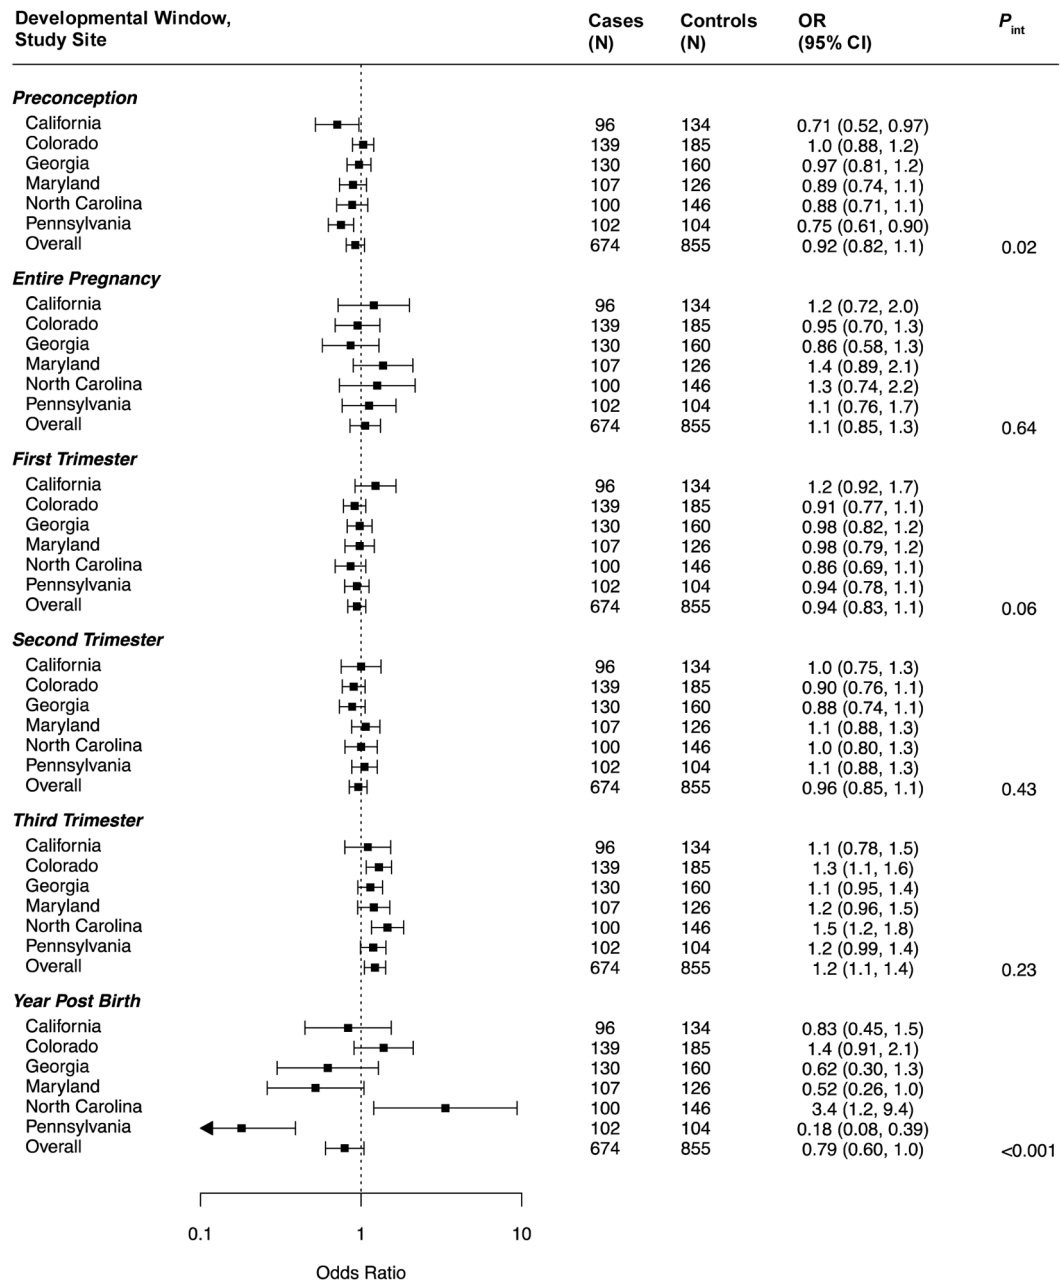 Developmental Window, Cases Controls OR Pint
Study Site (N) (N) (95% CI)
Preconception
California 96 134 0.71 (0.52, 0.97)
Colorado 139 185 1.0 (0.88, 1.2)
Georgia 130 160 0.97 (0.81, 1.2)
Maryland 107 126 0.89 (0.74, 1.1)
North Carolina 100 146 0.88 (0.71, 1.1)
Pennsylvania 102 104 0.75 (0.61, 0.90)
Overall 674 855 0.92 (0.82, 1.1) 0.02
Entire Pregnancy
California 96 134 1.2 (0.72, 2.0)
Colorado 139 185 0.95 (0.70, 1.3)
Georgia 130 160 0.86 (0.58, 1.3)
Maryland 107 126 1.4 (0.89, 2.1)
North Carolina 100 146 1.3 (0.74, 2.2)
Pennsylvania 102 104 1.1 (0.76, 1.7)
Overall 674 855 1.1 (0.85, 1.3) 0.64
First Trimester
California 96 134 1.2 (0.92, 1.7)
Colorado 139 185 0.91 (0.77, 1.1)
Georgia 130 160 0.98 (0.82, 1.2)
Maryland 107 126 0.98 (0.79, 1.2)
North Carolina 100 146 0.86 (0.69, 1.1)
Pennsylvania 102 104 0.94 (0.78, 1.1)
Overall 674 855 0.94 (0.83, 1.1) 0.06
Second Trimester
California 96 134 1.0 (0.75, 1.3)
Colorado 139 185 0.90 (0.76, 1.1)
Georgia 130 160 0.88 (0.74, 1.1)
Maryland 107 126 1.1 (0.88, 1.3)
North Carolina 100 146 1.0 (0.80, 1.3)
Pennsylvania 102 104 1.1 (0.88, 1.3)
Overall 674 855 0.96 (0.85, 1.1) 0.43
Third Trimester
California 96 134 1.1 (0.78, 1.5)
Colorado 139 185 1.3 (1.1, 1.6)
Georgia 130 160 1.1 (0.95, 1.4)
Maryland 107 126 1.2 (0.96, 1.5)
North Carolina 100 146 1.5 (1.2, 1.8)
Pennsylvania 102 104 1.2 (0.99, 1.4)
Overall 674 855 1.2 (1.1, 1.4) 0.23
Year Post Birth
California 96 134 0.83 (0.45, 1.5)
Colorado 139 185 1.4 (0.91, 2.1)
Georgia 130 160 0.62 (0.30, 1.3)
Maryland 107 126 0.52 (0.26, 1.0)
North Carolina 100 146 3.4 (1.2, 9.4)
Pennsylvania 102 104 0.18 (0.08, 0.39)
Overall 674 855 0.79 (0.60, 1.0) <0.001
0.1 1 10
Odds Ratio